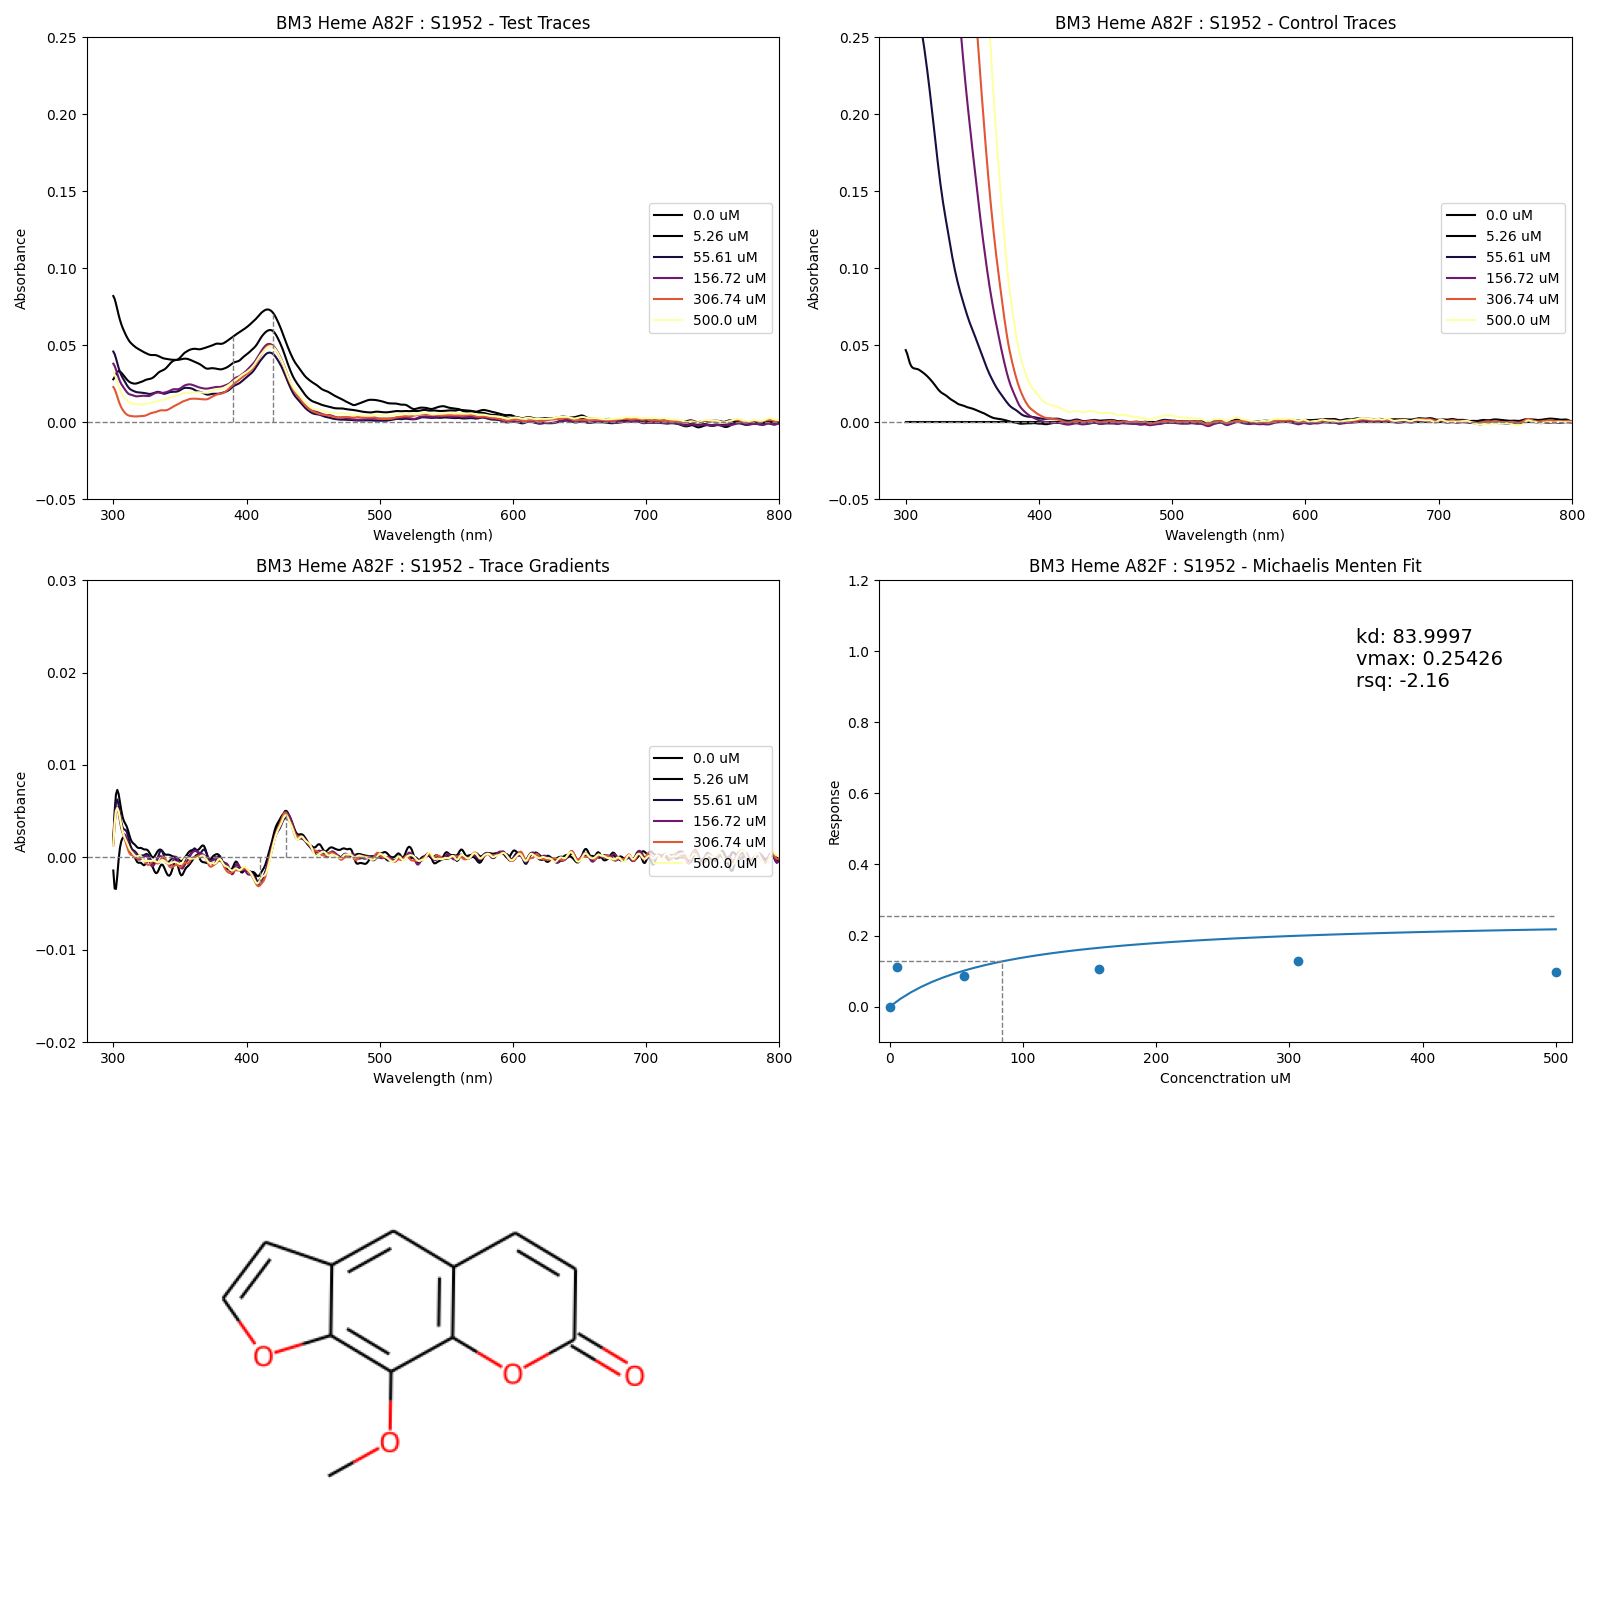 BM3 Heme A82F : S1952 - Test Traces
0.25
0.20
0.15
0.10
0.05
0.00
−0.05
Absorbance
0.0 uM
5.26 uM
55.61 uM
156.72 uM
306.74 uM
500.0 uM
300 400 500 600 700 800
Wavelength (nm)
BM3 Heme A82F : S1952 - Control Traces
0.25
0.20
0.15
0.10
0.05
0.00
−0.05
Absorbance
0.0 uM
5.26 uM
55.61 uM
156.72 uM
306.74 uM
500.0 uM
300 400 500 600 700 800
Wavelength (nm)
BM3 Heme A82F : S1952 - Trace Gradients
0.03
0.02
0.01
0.00
−0.01
−0.02
Absorbance
0.0 uM
5.26 uM
55.61 uM
156.72 uM
306.74 uM
500.0 uM
300 400 500 600 700 800
Wavelength (nm)
BM3 Heme A82F : S1952 - Michaelis Menten Fit
1.2
1.0
0.8
0.6
0.4
0.2
0.0
Response
kd: 83.9997
vmax: 0.25426
rsq: -2.16
0 100 200 300 400 500
Concenctration uM
O
O
O
O